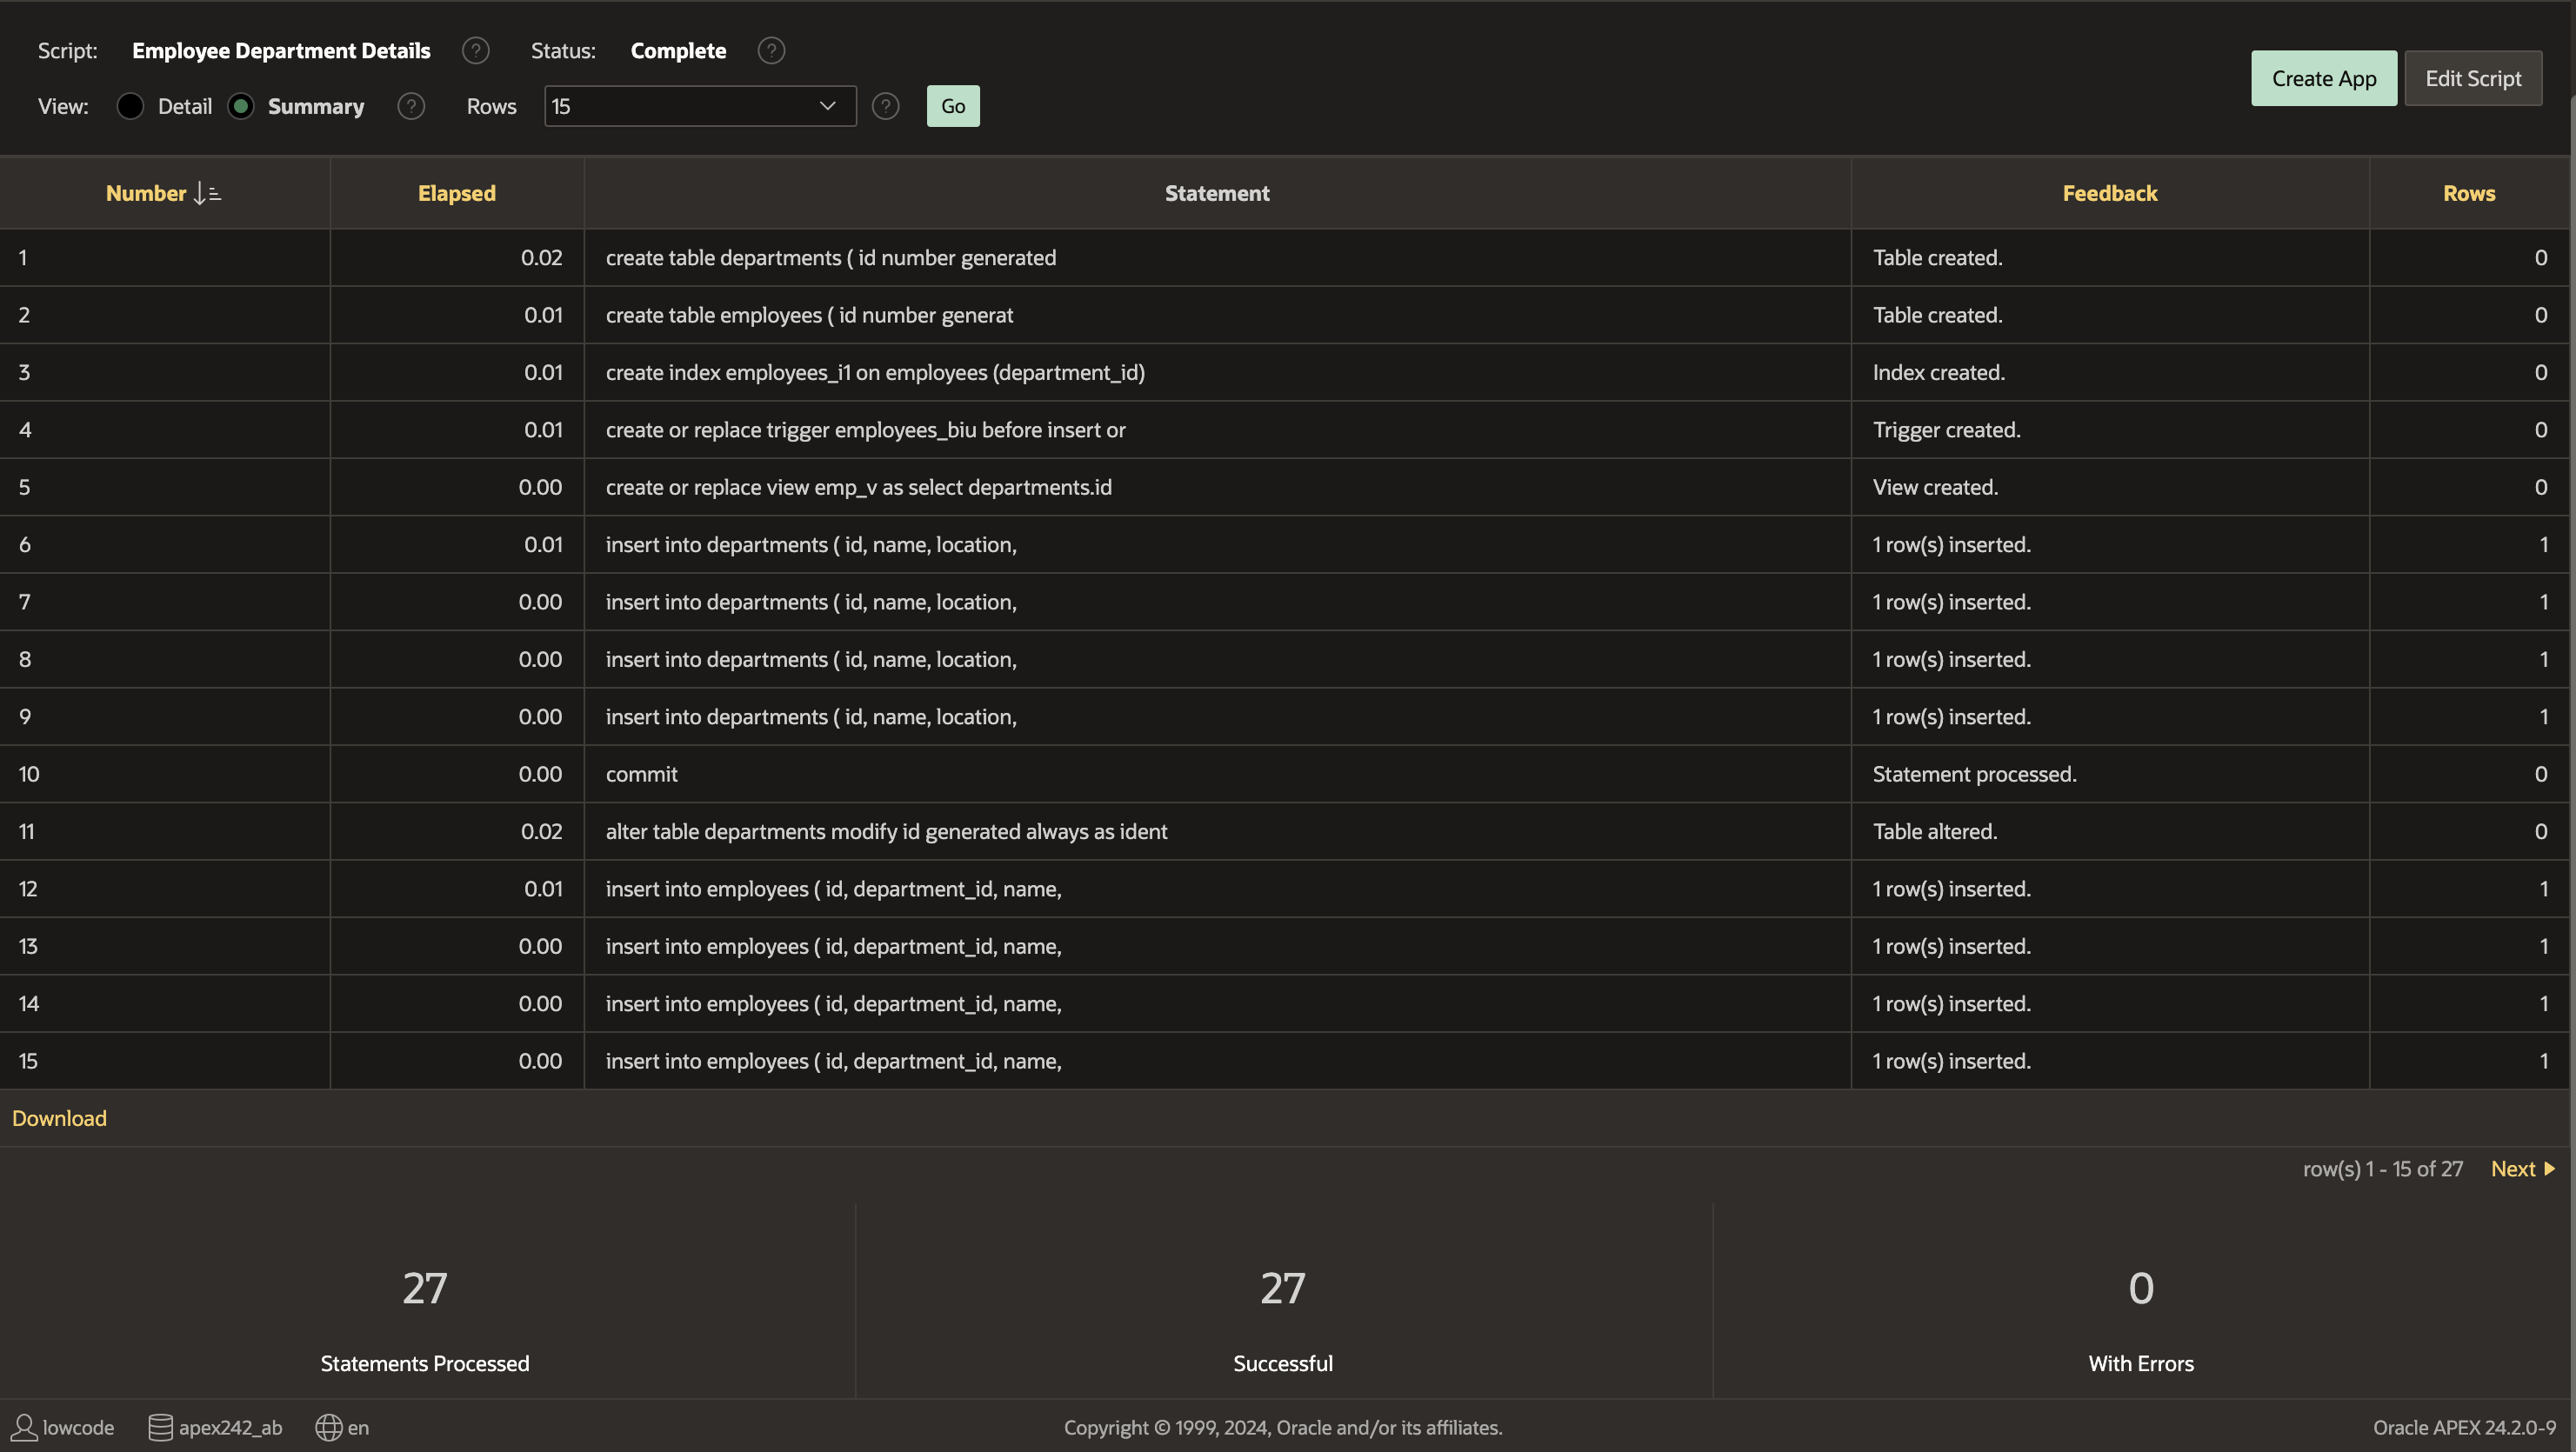 Script: Employee Department Details ? Status: Complete ?
Create App Edit Script
View: Detail Summary ? Rows 15 ? Go
Number Elapsed Statement Feedback Rows
1 0.02 create table departments ( id number generated Table created. 0
2 0.01 create table employees ( id number generat Table created. 0
3 0.01 create index employees_i1 on employees (department_id) Index created. 0
4 0.01 create or replace trigger employees_biu before insert or Trigger created. 0
5 0.00 create or replace view emp_v as select departments.id View created. 0
6 0.01 insert into departments ( id, name, location, 1 row(s) inserted. 1
7 0.00 insert into departments ( id, name, location, 1 row(s) inserted. 1
8 0.00 insert into departments ( id, name, location, 1 row(s) inserted. 1
9 0.00 insert into departments ( id, name, location, 1 row(s) inserted. 1
10 0.00 commit Statement processed. 0
11 0.02 alter table departments modify id generated always as ident Table altered. 0
12 0.01 insert into employees ( id, department_id, name, 1 row(s) inserted. 1
13 0.00 insert into employees ( id, department_id, name, 1 row(s) inserted. 1
14 0.00 insert into employees ( id, department_id, name, 1 row(s) inserted. 1
15 0.00 insert into employees ( id, department_id, name, 1 row(s) inserted. 1
Download
row(s) 1 - 15 of 27 Next
27 27 0
Statements Processed Successful With Errors
lowcode apex242_ab en Copyright © 1999, 2024, Oracle and/or its affiliates. Oracle APEX 24.2.0-9